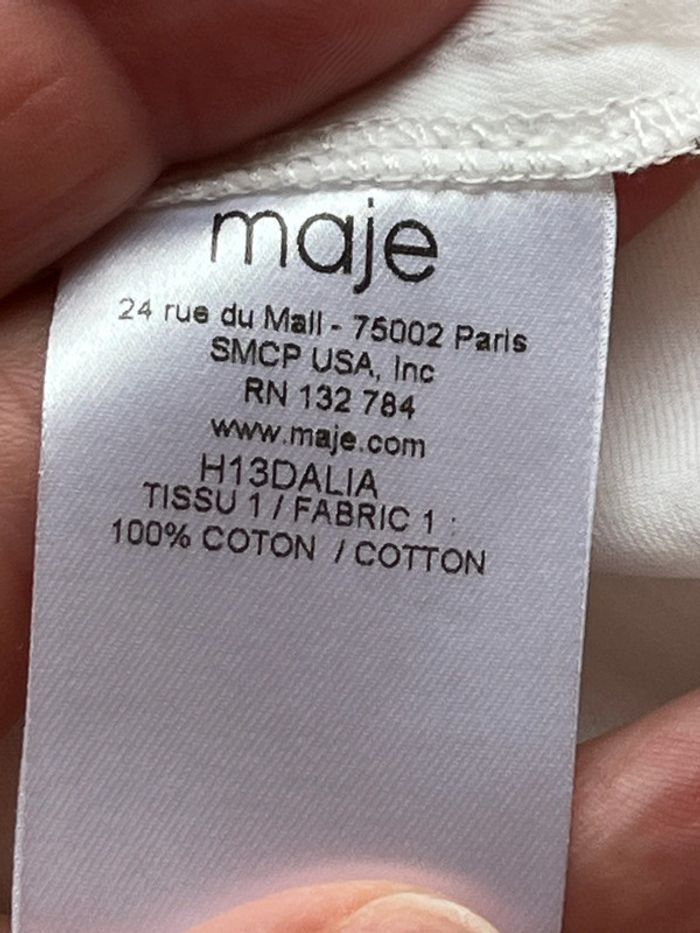 maje
24 rue du Mail - 75002 Paris
SMCP USA, Inc
RN 132 784
www.maje.com
H13DALIA
TISSU 1 / FABRIC 1 :
100% COTON / COTTON